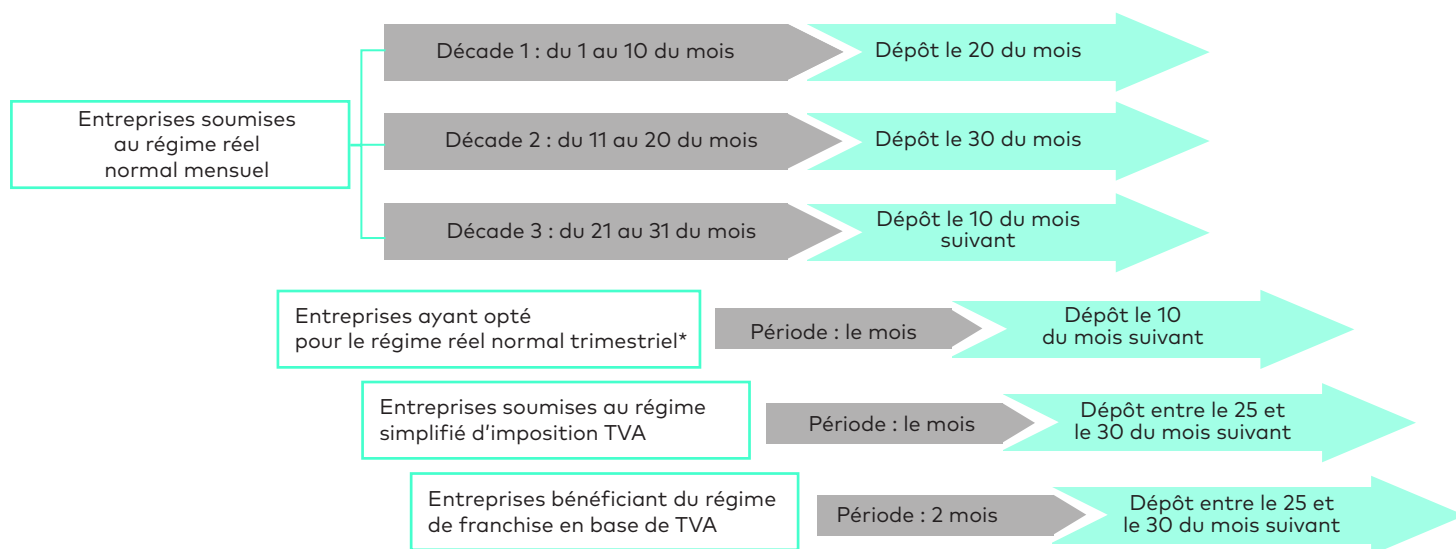 Entreprises soumises
au régime réel
normal mensuel
Décade 1 : du 1 au 10 du mois
Dépôt le 20 du mois
Décade 2 : du 11 au 20 du mois
Dépôt le 30 du mois
Décade 3 : du 21 au 31 du mois
Dépôt le 10 du mois
suivant
Entreprises ayant opté
pour le régime réel normal trimestriel*
Période : le mois
Dépôt le 10
du mois suivant
Entreprises soumises au régime
simplifié d'imposition TVA
Période : le mois
Dépôt entre le 25 et
le 30 du mois suivant
Entreprises bénéficiant du régime
de franchise en base de TVA
Période : 2 mois
Dépôt entre le 25 et
le 30 du mois suivant